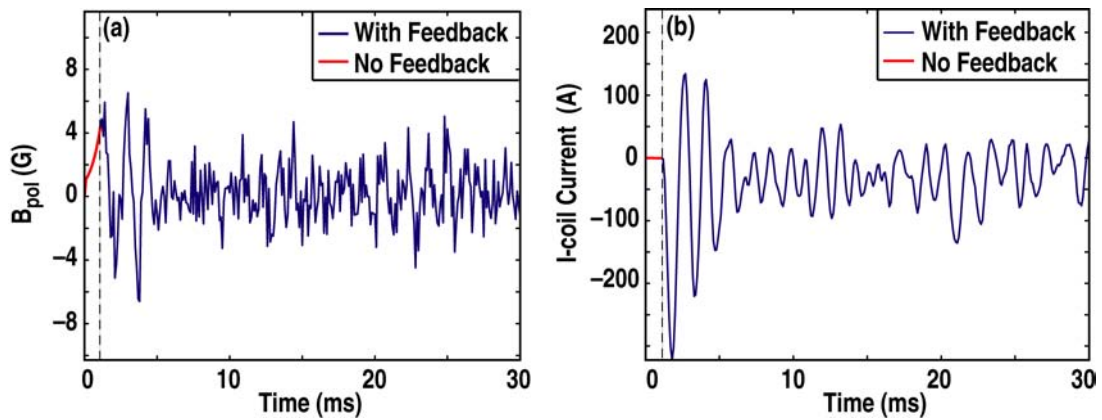 (a)
With Feedback
No Feedback
8
4
0
−4
−8
B_pol (G)
0
10
20
30
Time (ms)
(b)
With Feedback
No Feedback
200
100
0
−100
−200
I-coil Current (A)
0
10
20
30
Time (ms)